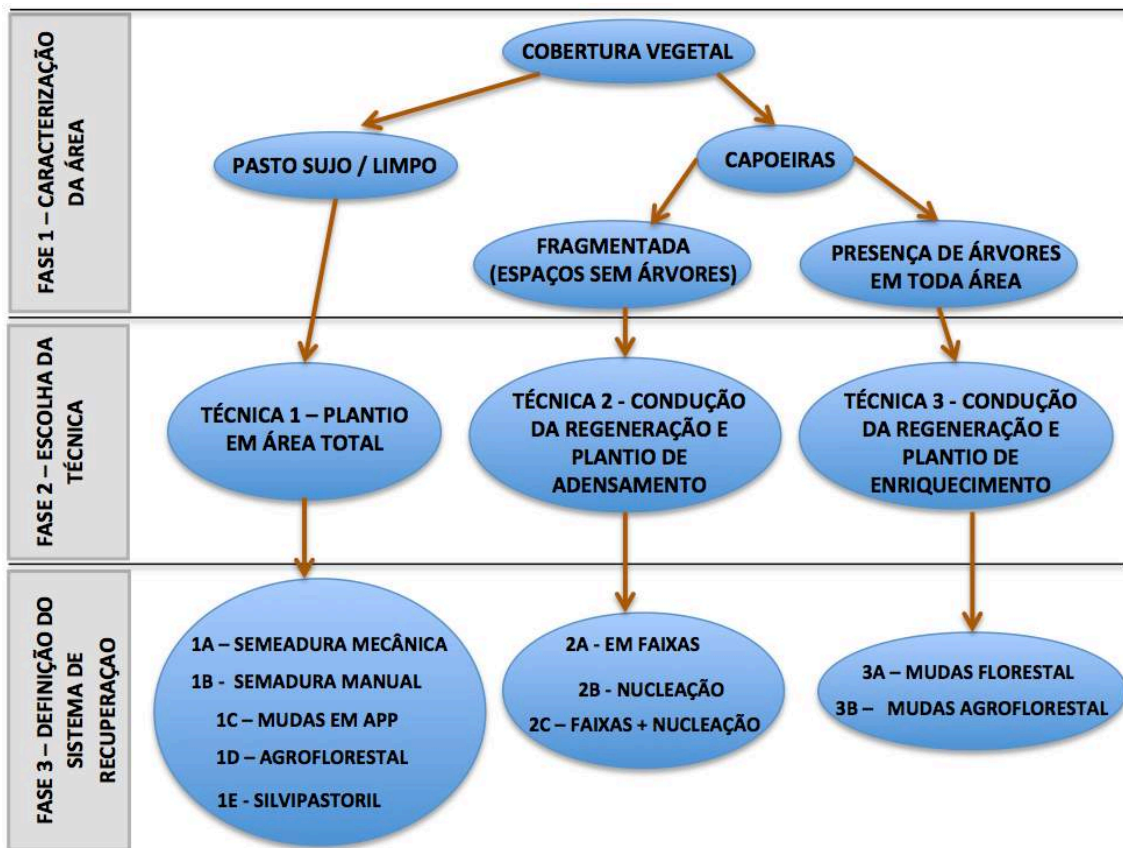 FASE 1 – CARACTERIZAÇÃO
DA ÁREA
COBERTURA VEGETAL
PASTO SUJO / LIMPO
CAPOEIRAS
FRAGMENTADA
(ESPAÇOS SEM ÁRVORES)
PRESENÇA DE ÁRVORES
EM TODA ÁREA
FASE 2 – ESCOLHA DA
TÉCNICA
TÉCNICA 1 – PLANTIO
EM ÁREA TOTAL
TÉCNICA 2 - CONDUÇÃO
DA REGENERAÇÃO E
PLANTIO DE
ADENSAMENTO
TÉCNICA 3 - CONDUÇÃO
DA REGENERAÇÃO E
PLANTIO DE
ENRIQUECIMENTO
FASE 3 – DEFINIÇÃO DO
SISTEMA DE
RECUPERAÇAO
1A – SEMEADURA MECÂNICA
1B - SEMADURA MANUAL
1C – MUDAS EM APP
1D – AGROFLORESTAL
1E - SILVIPASTORIL
2A - EM FAIXAS
2B - NUCLEAÇÃO
2C – FAIXAS + NUCLEAÇÃO
3A – MUDAS FLORESTAL
3B – MUDAS AGROFLORESTAL